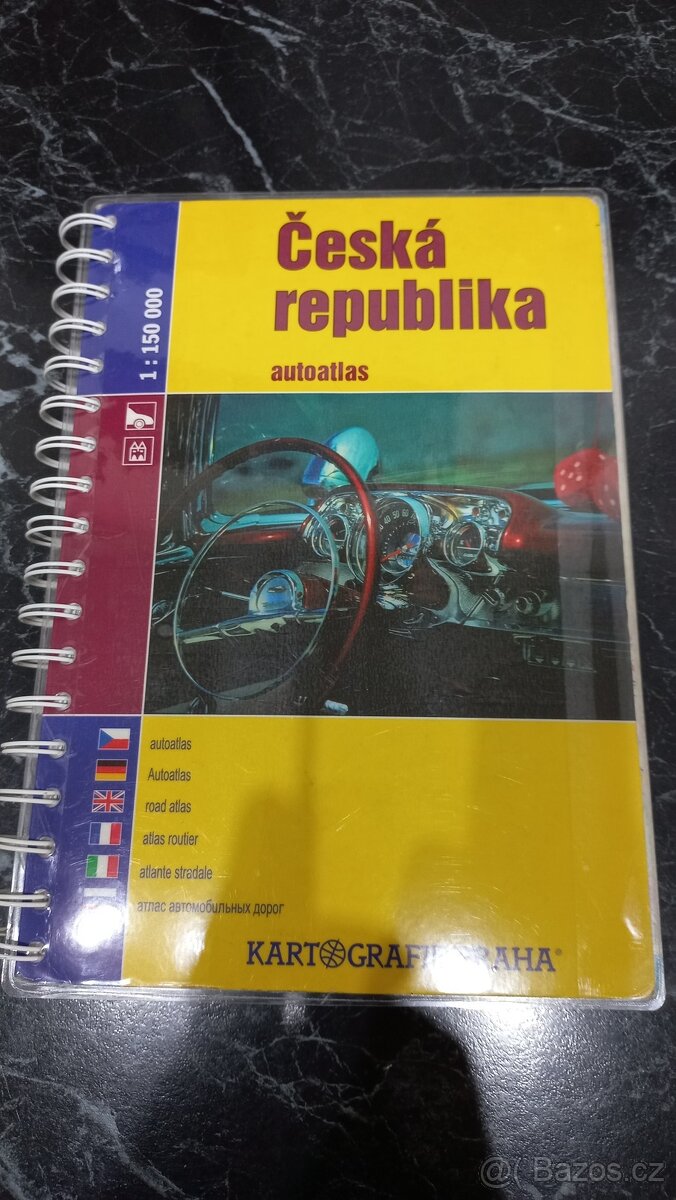 Česká
republika
autoatlas
1 : 150 000
autoatlas
Autoatlas
road atlas
atlas routier
atlante stradale
атлас автомобильных дорог
KARTOGRAFIE PRAHA®
@ Bazos.cz